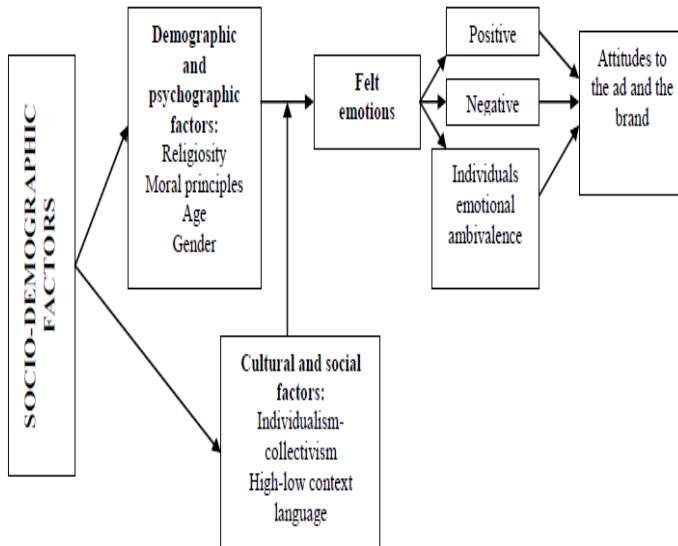 SOCIO-DEMOGRAPHIC
FACTORS
Demographic
and
psychographic
factors:
Religiosity
Moral principles
Age
Gender
Cultural and social
factors:
Individualism-
collectivism
High-low context
language
Felt
emotions
Positive
Negative
Individuals
emotional
ambivalence
Attitudes to
the ad and the
brand